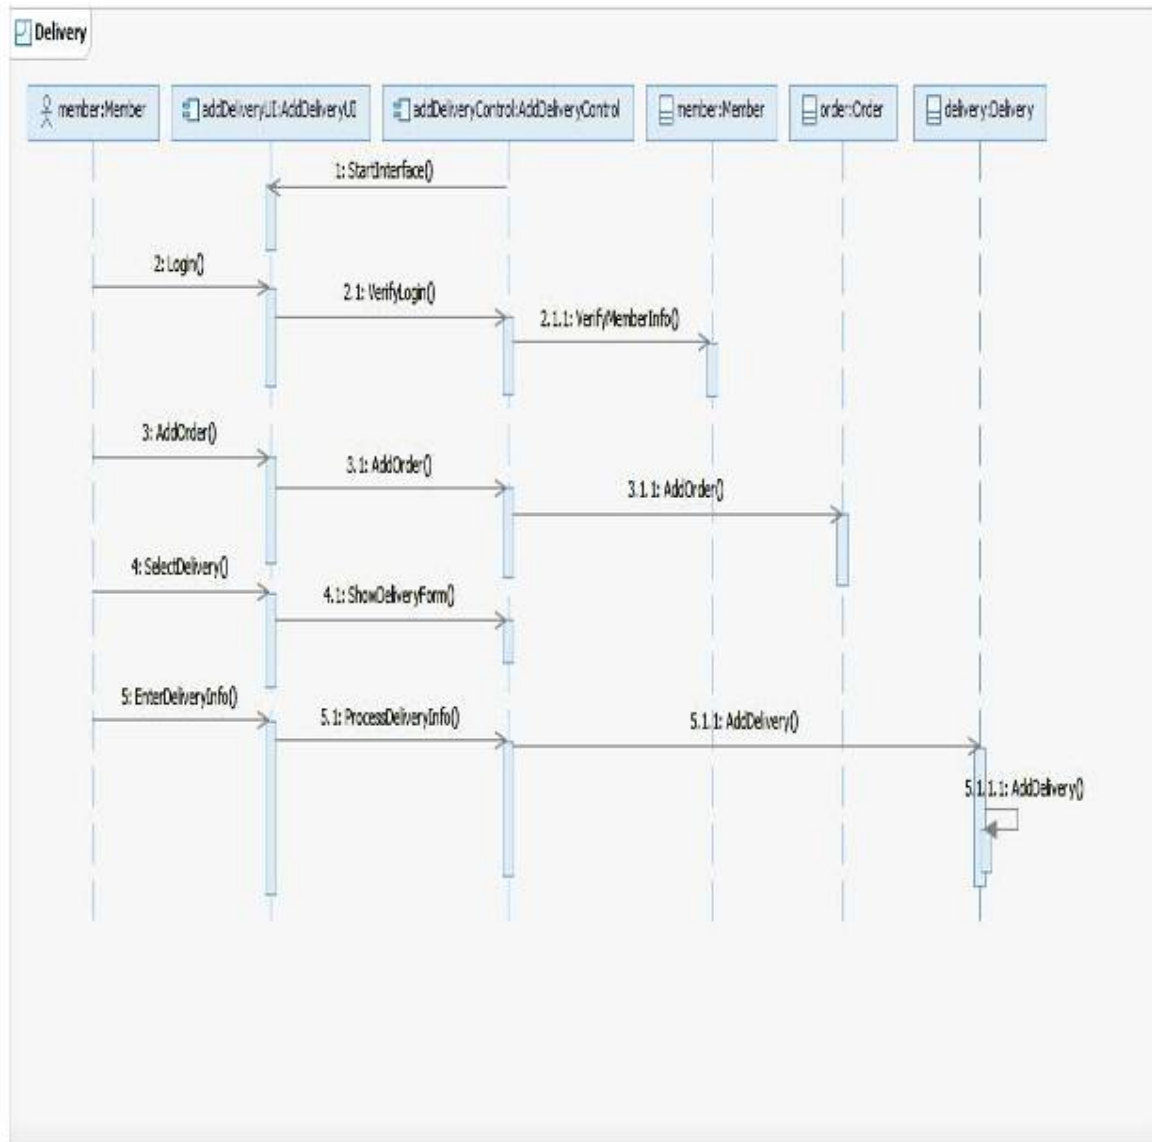 Delivery
member:Member
addDeliveryUI:AddDeliveryUI
addDeliveryControl:AddDeliveryControl
member:Member
order:Order
delivery:Delivery
1: StartInterface()
2: Login()
2.1: VerifyLogin()
2.1.1: VerifyMemberInfo()
3: AddOrder()
3.1: AddOrder()
3.1.1: AddOrder()
4: SelectDelivery()
4.1: ShowDeliveryForm()
5: EnterDeliveryInfo()
5.1: ProcessDeliveryInfo()
5.1.1: AddDelivery()
5.1.1.1: AddDelivery()